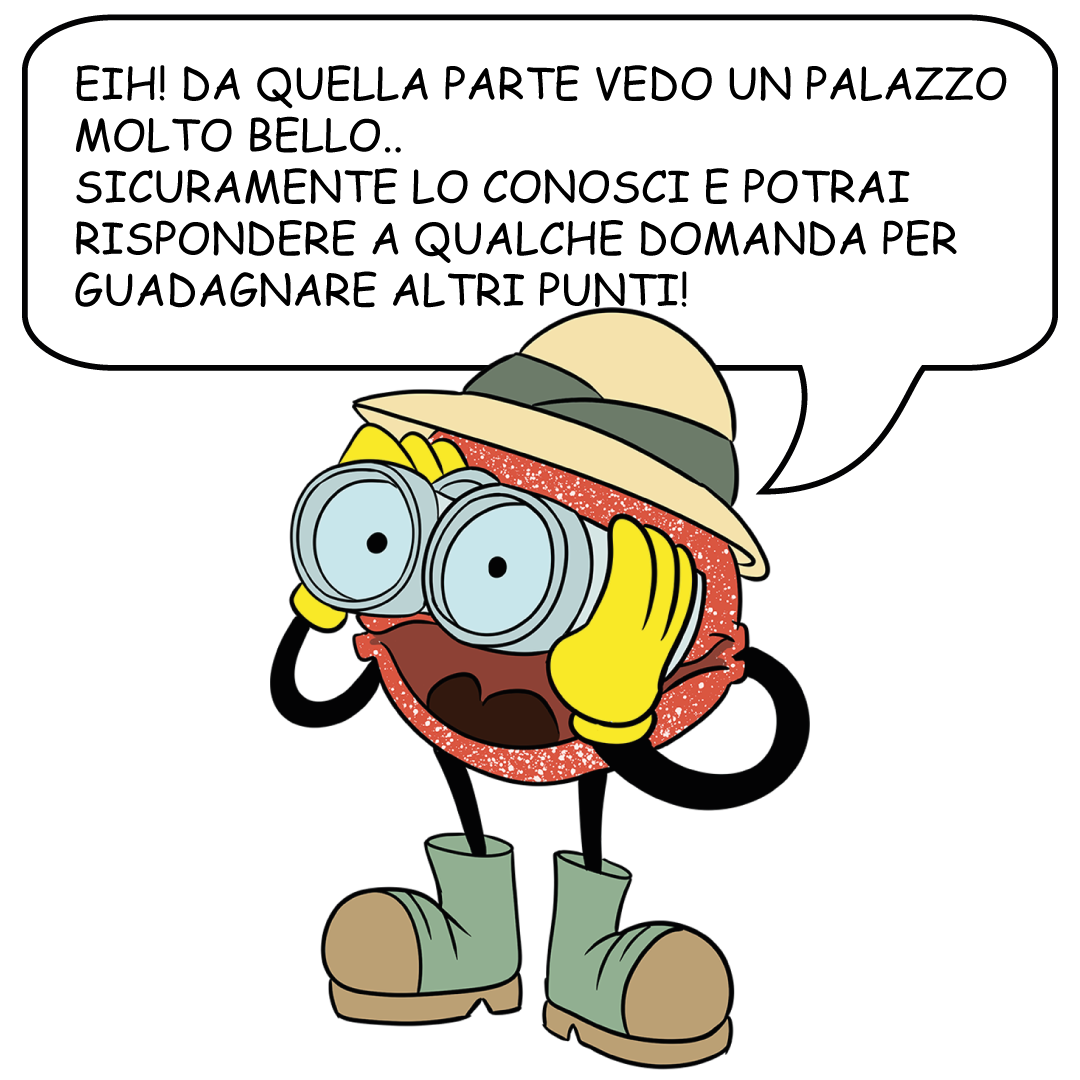 EIH! DA QUELLA PARTE VEDO UN PALAZZO
MOLTO BELLO..
SICURAMENTE LO CONOSCI E POTRAI
RISPONDERE A QUALCHE DOMANDA PER
GUADAGNARE ALTRI PUNTI!